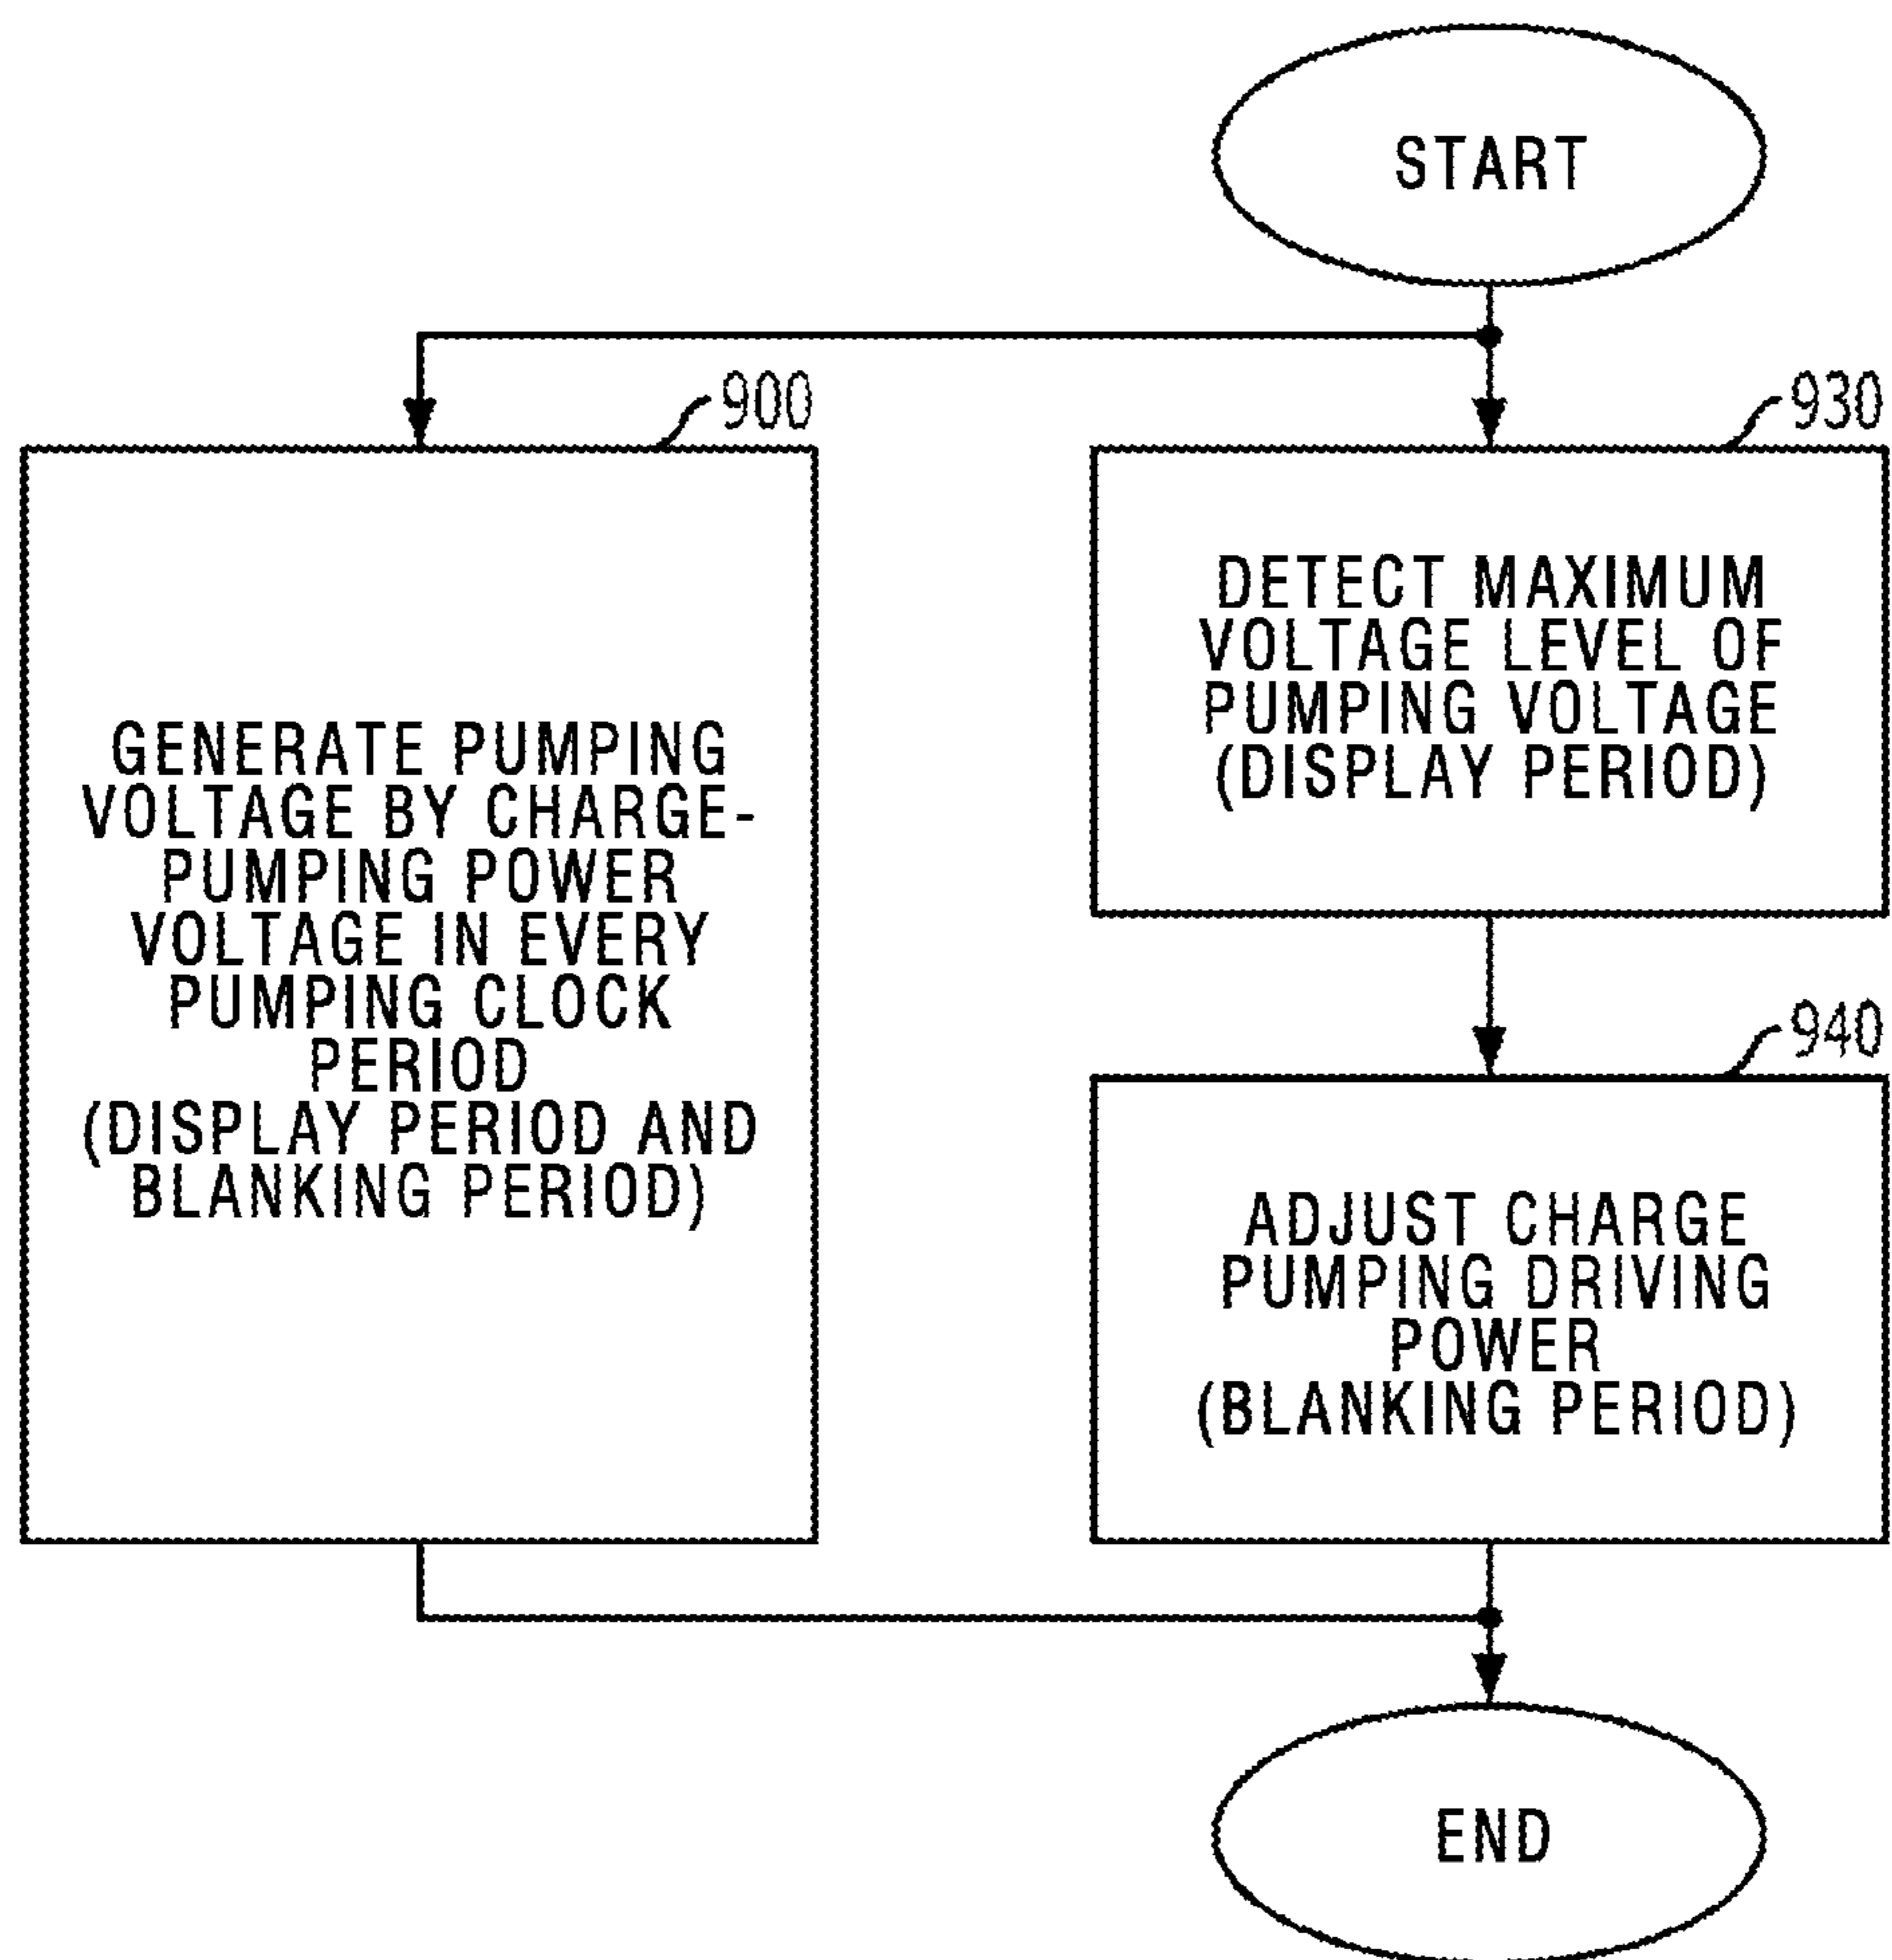 START
900
GENERATE PUMPING
VOLTAGE BY CHARGE-
PUMPING POWER
VOLTAGE IN EVERY
PUMPING CLOCK
PERIOD
(DISPLAY PERIOD AND
BLANKING PERIOD)
930
DETECT MAXIMUM
VOLTAGE LEVEL OF
PUMPING VOLTAGE
(DISPLAY PERIOD)
940
ADJUST CHARGE
PUMPING DRIVING
POWER
(BLANKING PERIOD)
END